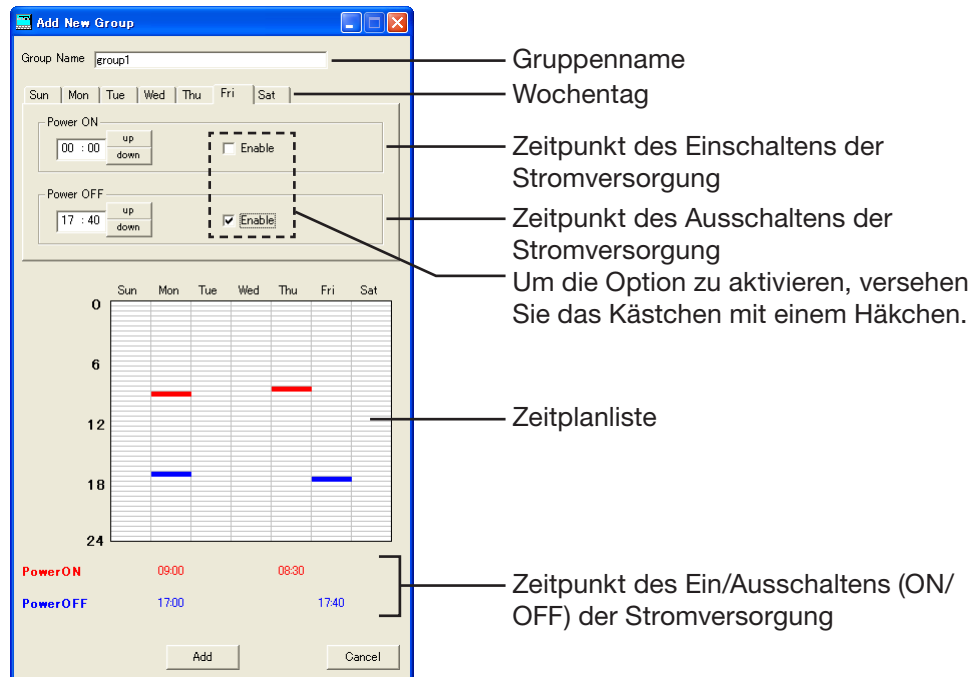 Add New Group
Group Name group1
Gruppenname
Sun Mon Tue Wed Thu Fri Sat
Wochentag
Power ON
00 : 00 up
down
Enable
Zeitpunkt des Einschaltens der
Stromversorgung
Power OFF
17 : 40 up
down
Enable
Zeitpunkt des Ausschaltens der
Stromversorgung
Um die Option zu aktivieren, versehen
Sie das Kästchen mit einem Häkchen.
Sun Mon Tue Wed Thu Fri Sat
0
6
12
18
24
Zeitplanliste
PowerON 09:00 08:30
PowerOFF 17:00 17:40
Zeitpunkt des Ein/Ausschaltens (ON/
OFF) der Stromversorgung
Add Cancel